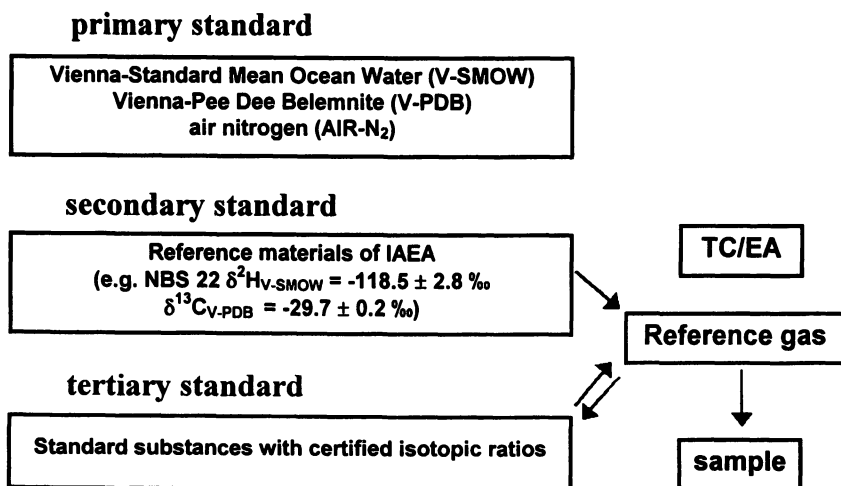 primary standard
Vienna-Standard Mean Ocean Water (V-SMOW)
Vienna-Pee Dee Belemnite (V-PDB)
air nitrogen (AIR-N₂)
secondary standard
Reference materials of IAEA
(e.g. NBS 22 δ²H_V-SMOW = -118.5 ± 2.8 ‰
δ¹³C_V-PDB = -29.7 ± 0.2 ‰)
TC/EA
Reference gas
tertiary standard
Standard substances with certified isotopic ratios
sample